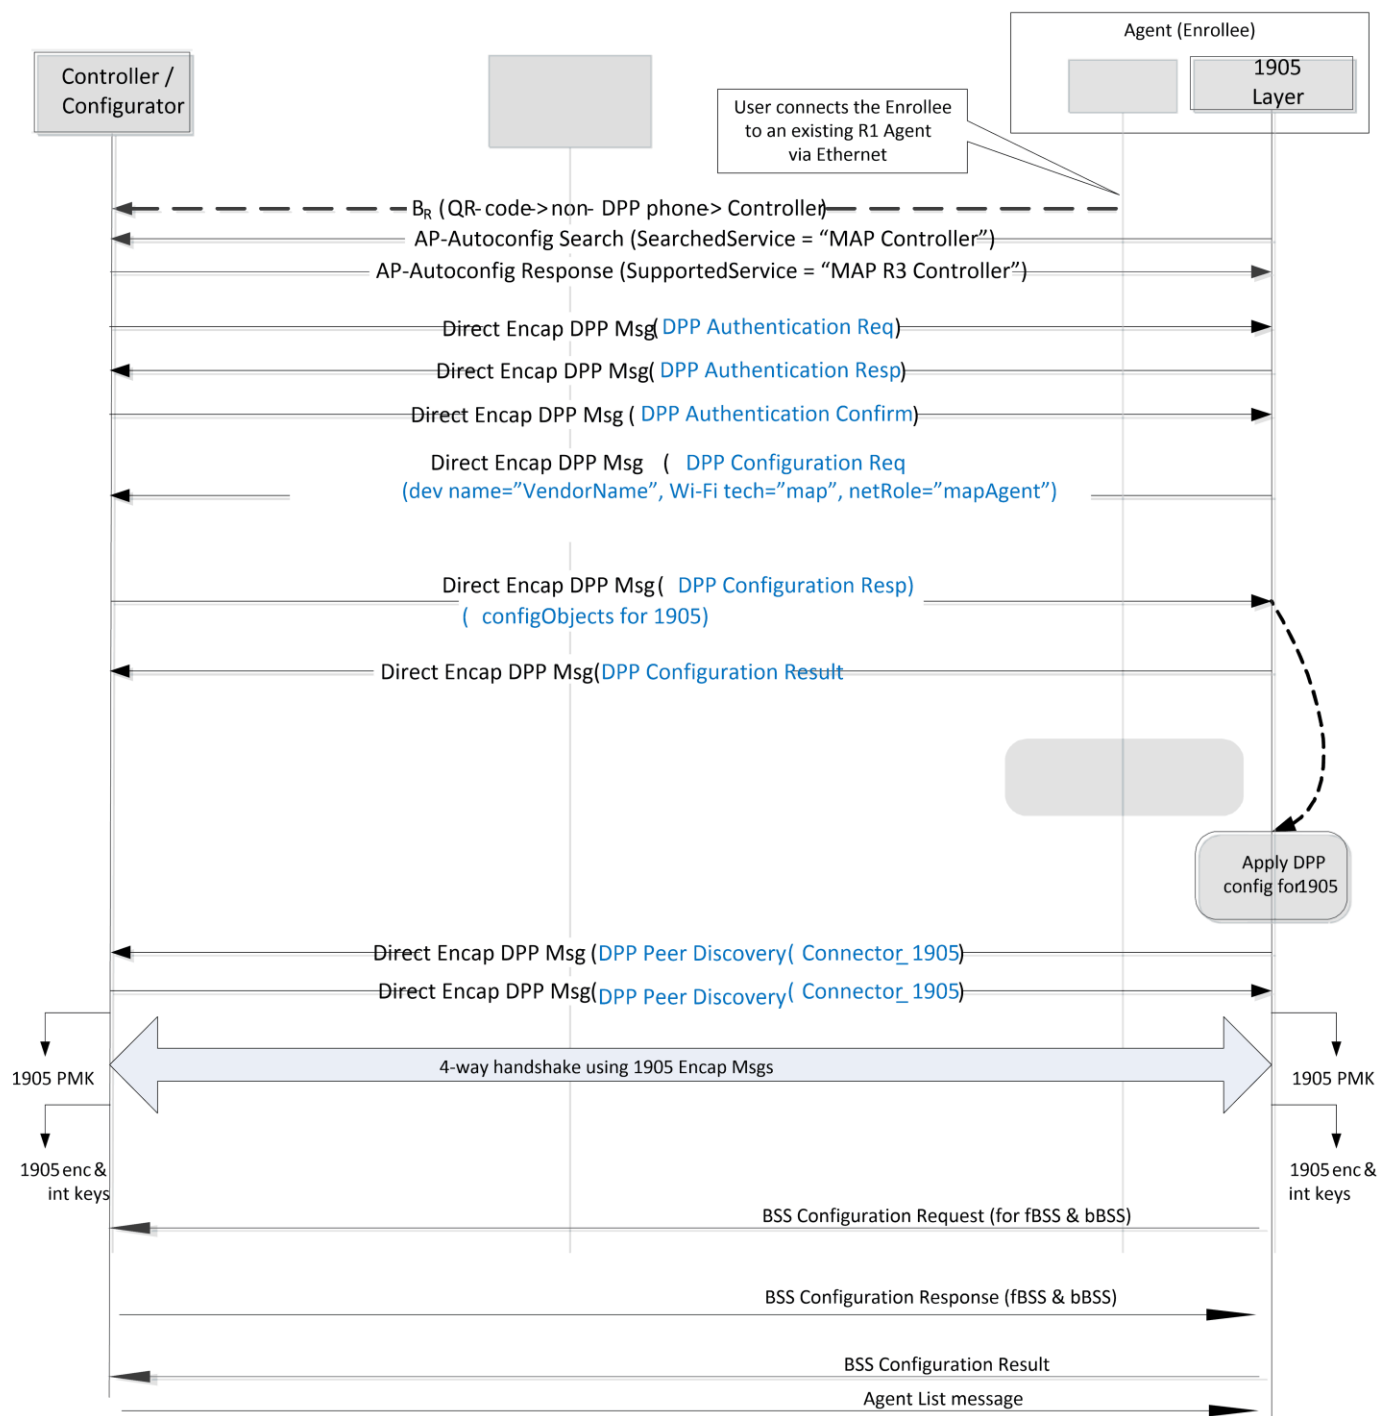 Agent (Enrollee)
Controller /
Configurator
1905
Layer
User connects the Enrollee
to an existing R1 Agent
via Ethernet
BR (QR-code->non- DPP phone-> Controller)
AP-Autoconfig Search (SearchedService = “MAP Controller”)
AP-Autoconfig Response (SupportedService = “MAP R3 Controller”)
Direct Encap DPP Msg( DPP Authentication Req)
Direct Encap DPP Msg( DPP Authentication Resp)
Direct Encap DPP Msg ( DPP Authentication Confirm)
Direct Encap DPP Msg ( DPP Configuration Req
(dev name=”VendorName”, Wi-Fi tech=”map”, netRole=”mapAgent”)
Direct Encap DPP Msg( DPP Configuration Resp)
( configObjects for 1905)
Direct Encap DPP Msg(DPP Configuration Result
Apply DPP
config for1905
Direct Encap DPP Msg (DPP Peer Discovery( Connector_1905)
Direct Encap DPP Msg(DPP Peer Discovery( Connector_1905)
4-way handshake using 1905 Encap Msgs
1905 PMK
1905 PMK
1905 enc &
int keys
1905 enc &
int keys
BSS Configuration Request (for fBSS & bBSS)
BSS Configuration Response (fBSS & bBSS)
BSS Configuration Result
Agent List message